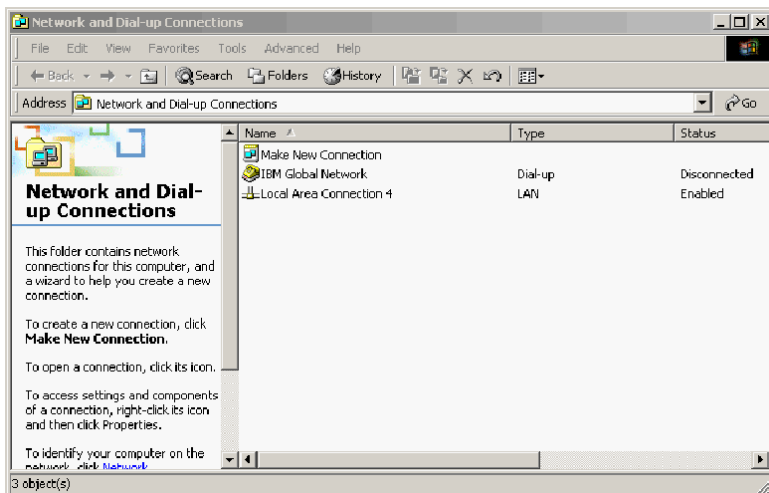 Network and Dial-up Connections
File Edit View Favorites Tools Advanced Help
Back Search Folders History
Address Network and Dial-up Connections Go
Name Type Status
Make New Connection
IBM Global Network Dial-up Disconnected
Local Area Connection 4 LAN Enabled
Network and Dial-
up Connections
This folder contains network
connections for this computer, and
a wizard to help you create a new
connection.
To create a new connection, click
Make New Connection.
To open a connection, click its icon.
To access settings and components
of a connection, right-click its icon
and then click Properties.
To identify your computer on the
network, click Network
3 object(s)